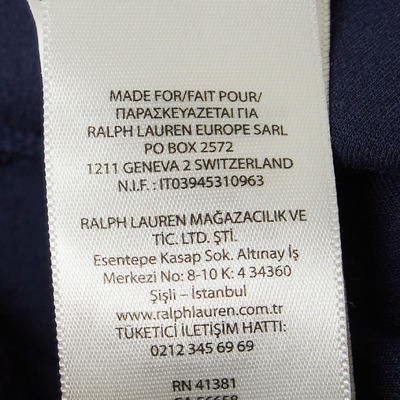 MADE FOR/FAIT POUR/
ΠΑΡΑΣΚΕΥΑΖΕΤΑΙ ΓΙΑ
RALPH LAUREN EUROPE SARL
PO BOX 2572
1211 GENEVA 2 SWITZERLAND
N.I.F. : IT03945310963
RALPH LAUREN MAĞAZACILIK VE
TİC. LTD. ŞTİ.
Esentepe Kasap Sok. Altınay İş
Merkezi No: 8-10 K: 4 34360
Şişli – İstanbul
www.ralphlauren.com.tr
TÜKETİCİ İLETİŞİM HATTI:
0212 345 69 69
RN 41381